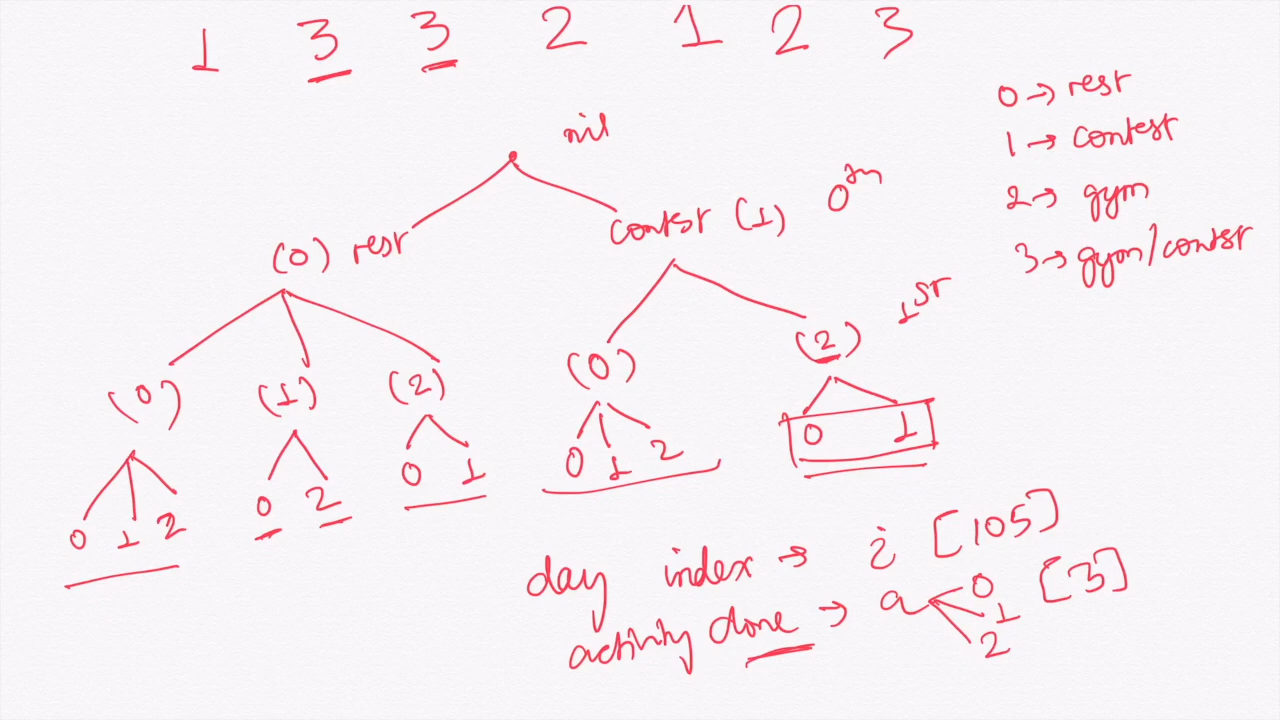 1 3 3 2 1 2 3
0 → rest
nil
1 → contest
2 → gym
contest (1) 0th
(0) rest
3 → gym/contest
1st
(2)
(0)
(0) (1) (2)
0 1
0 1 2
0 1
0 2
0 1 2
day index → i [105]
activity done → a 0 1 2 [3]